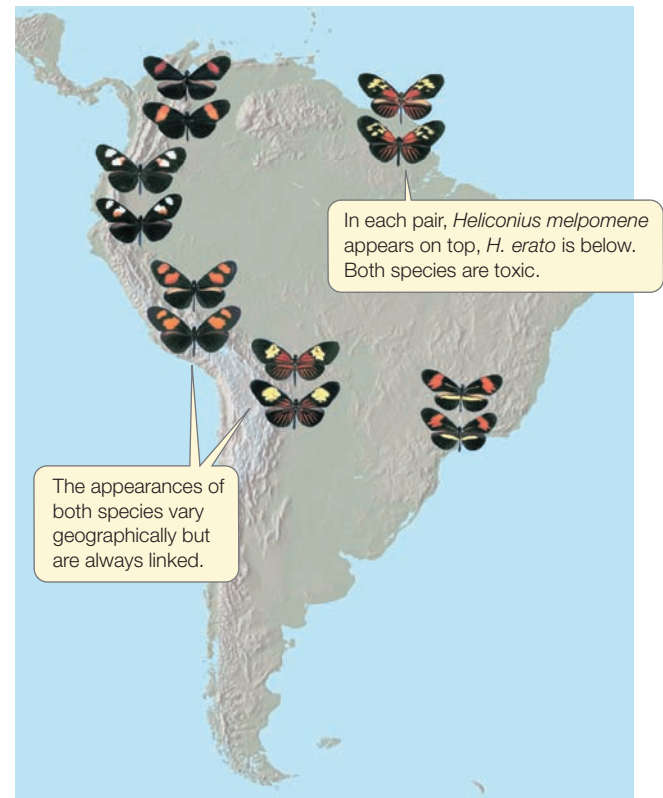 In each pair, Heliconius melpomene
appears on top, H. erato is below.
Both species are toxic.
The appearances of
both species vary
geographically but
are always linked.